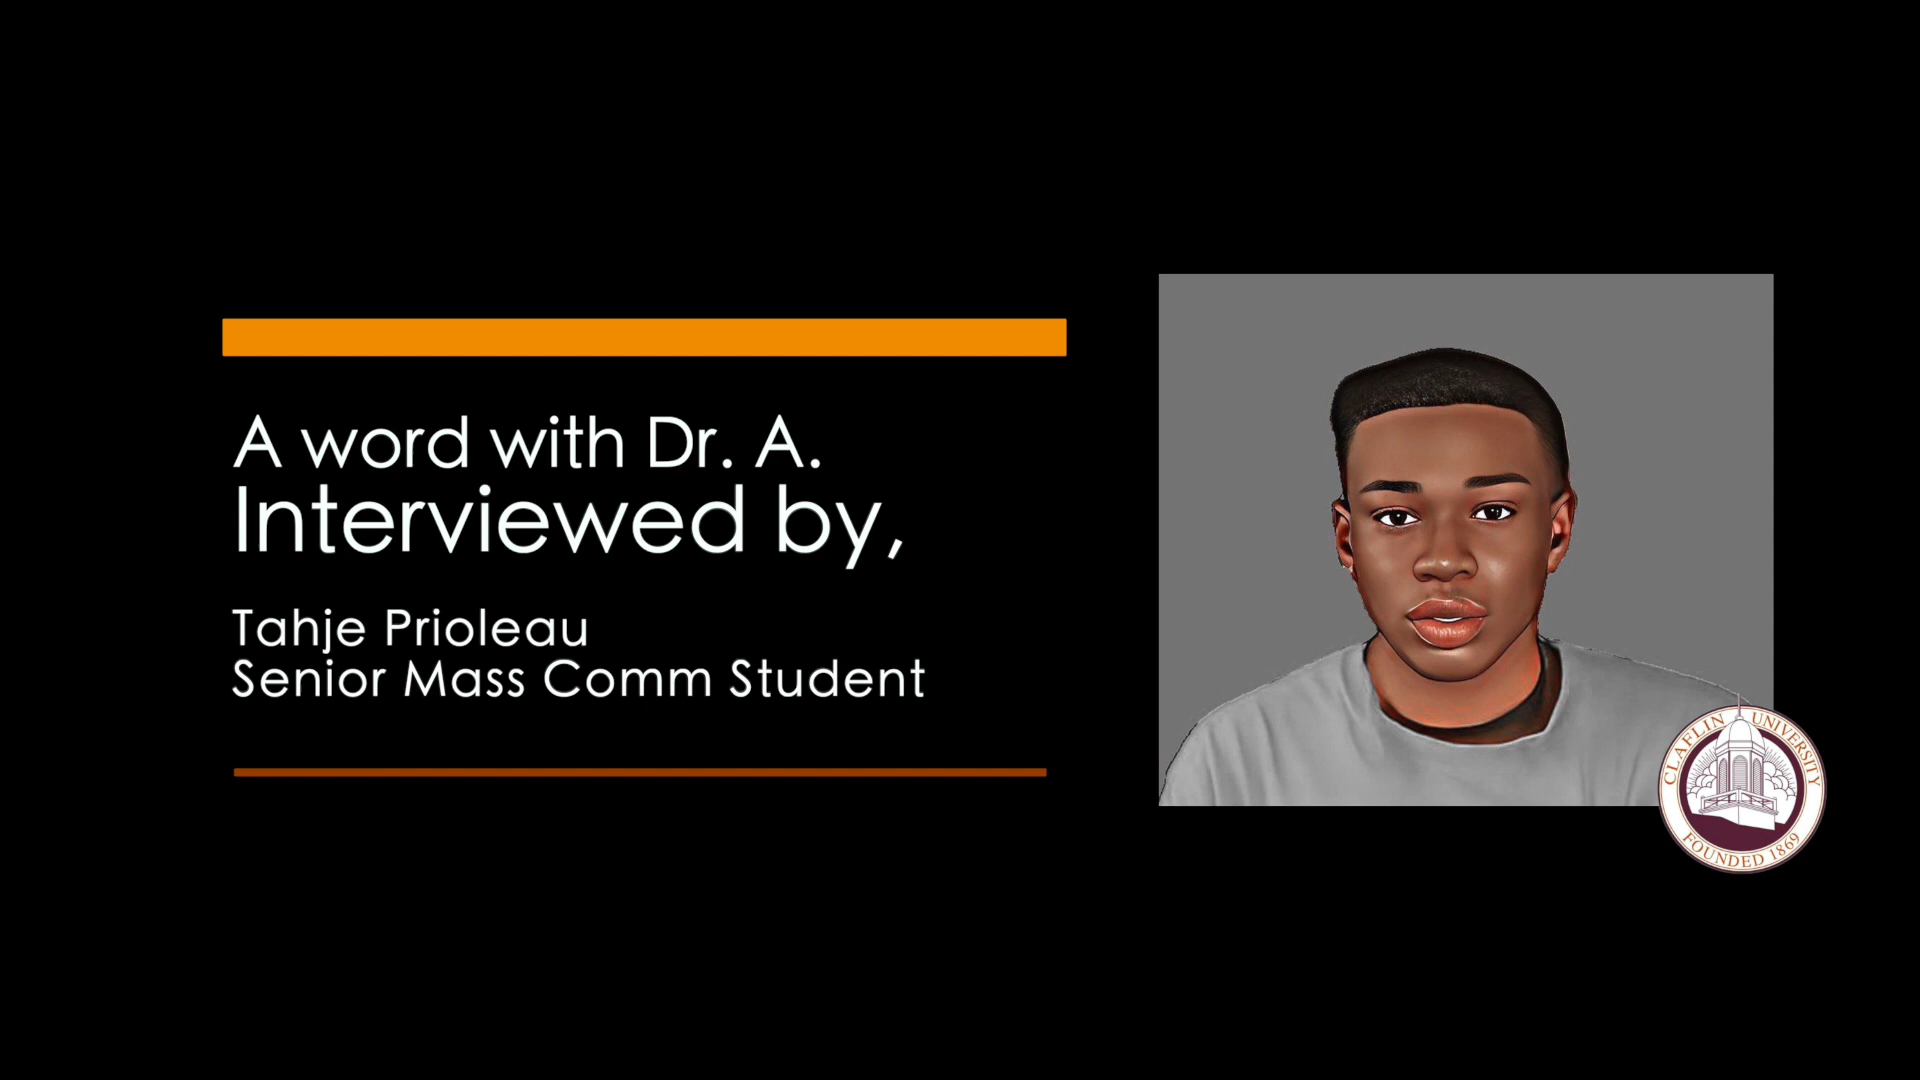 A word with Dr. A.
Interviewed by,
Tahje Prioleau
Senior Mass Comm Student
CLAFLIN UNIVERSITY
FOUNDED 1869